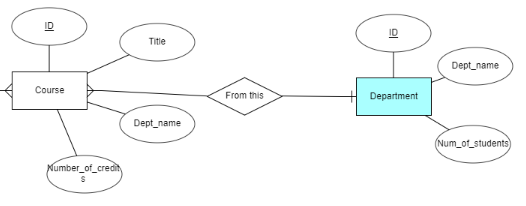 ID
Title
Course
Dept_name
Number_of_credit
s
From this
ID
Dept_name
Department
Num_of_students